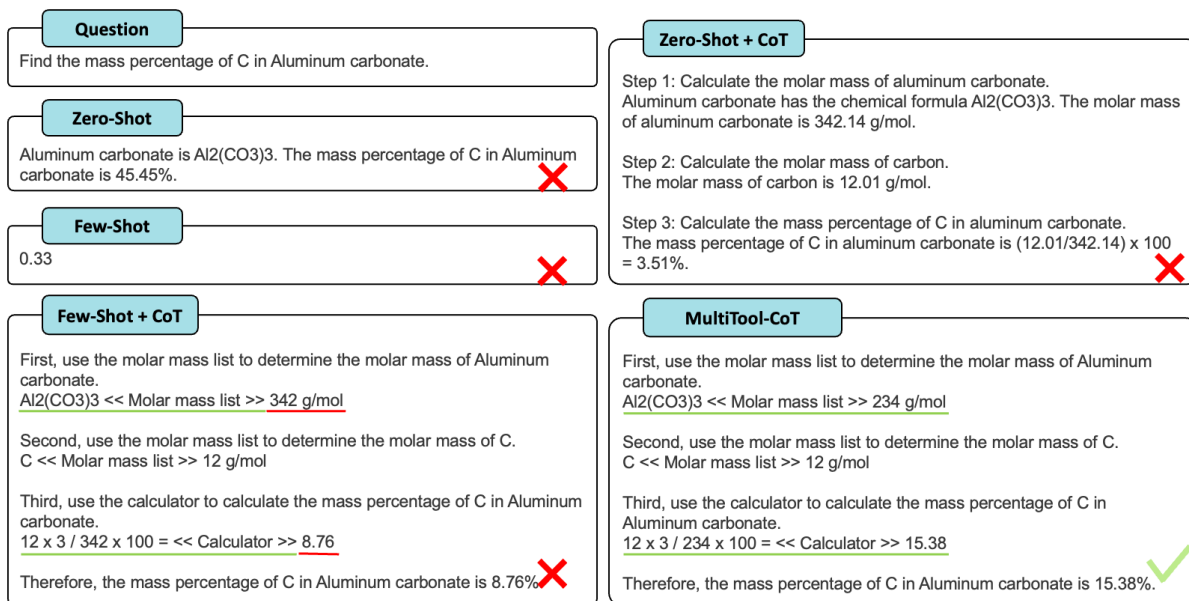 Question
Find the mass percentage of C in Aluminum carbonate.
Zero-Shot
Aluminum carbonate is Al2(CO3)3. The mass percentage of C in Aluminum
carbonate is 45.45%.
Few-Shot
0.33
Few-Shot + CoT
First, use the molar mass list to determine the molar mass of Aluminum
carbonate.
Al2(CO3)3 << Molar mass list >> 342 g/mol
Second, use the molar mass list to determine the molar mass of C.
C << Molar mass list >> 12 g/mol
Third, use the calculator to calculate the mass percentage of C in Aluminum
carbonate.
12 x 3 / 342 x 100 = << Calculator >> 8.76
Therefore, the mass percentage of C in Aluminum carbonate is 8.76%
Zero-Shot + CoT
Step 1: Calculate the molar mass of aluminum carbonate.
Aluminum carbonate has the chemical formula Al2(CO3)3. The molar mass
of aluminum carbonate is 342.14 g/mol.
Step 2: Calculate the molar mass of carbon.
The molar mass of carbon is 12.01 g/mol.
Step 3: Calculate the mass percentage of C in aluminum carbonate.
The mass percentage of C in aluminum carbonate is (12.01/342.14) x 100
= 3.51%.
MultiTool-CoT
First, use the molar mass list to determine the molar mass of Aluminum
carbonate.
Al2(CO3)3 << Molar mass list >> 234 g/mol
Second, use the molar mass list to determine the molar mass of C.
C << Molar mass list >> 12 g/mol
Third, use the calculator to calculate the mass percentage of C in
Aluminum carbonate.
12 x 3 / 234 x 100 = << Calculator >> 15.38
Therefore, the mass percentage of C in Aluminum carbonate is 15.38%.